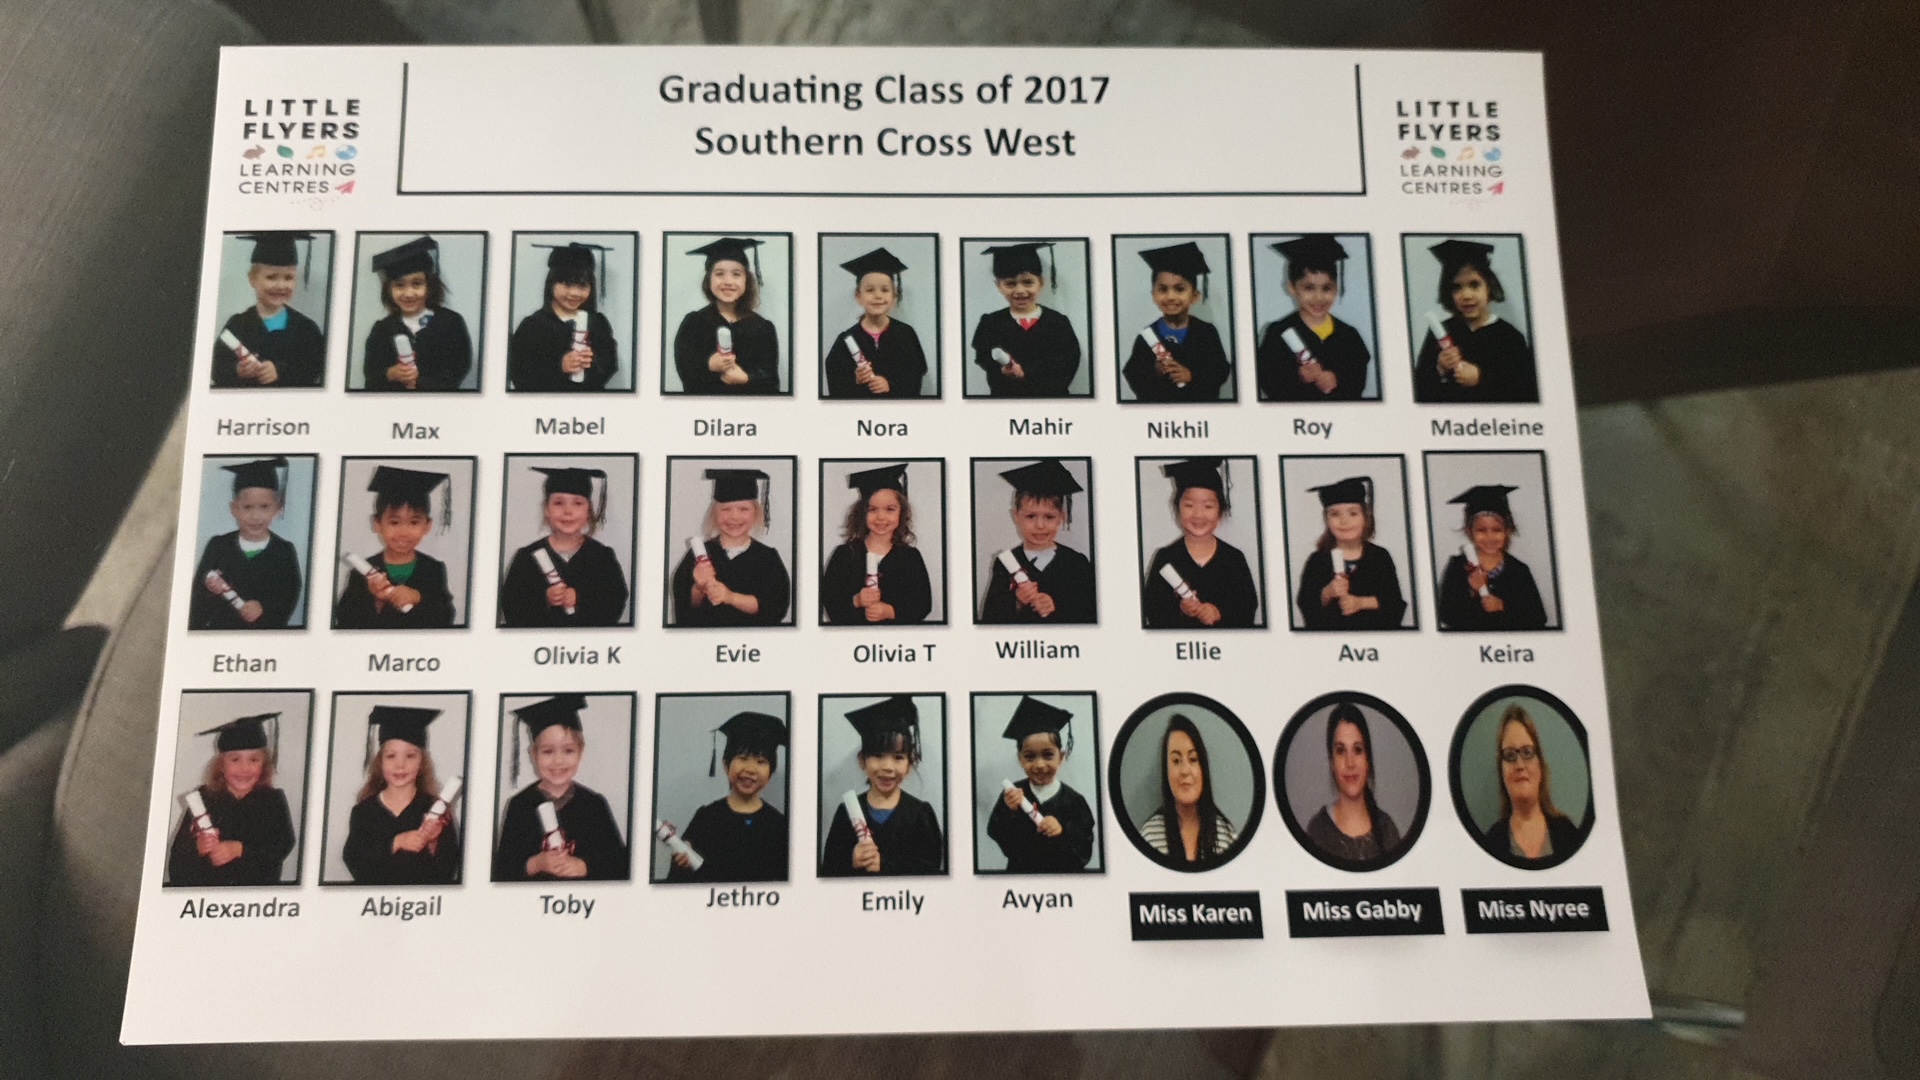 LITTLE
FLYERS
LEARNING
CENTRES
Graduating Class of 2017
Southern Cross West
LITTLE
FLYERS
LEARNING
CENTRES
Harrison Max Mabel Dilara Nora Mahir Nikhil Roy Madeleine
Ethan Marco Olivia K Evie Olivia T William Ellie Ava Keira
Alexandra Abigail Toby Jethro Emily Avyan Miss Karen Miss Gabby Miss Nyree